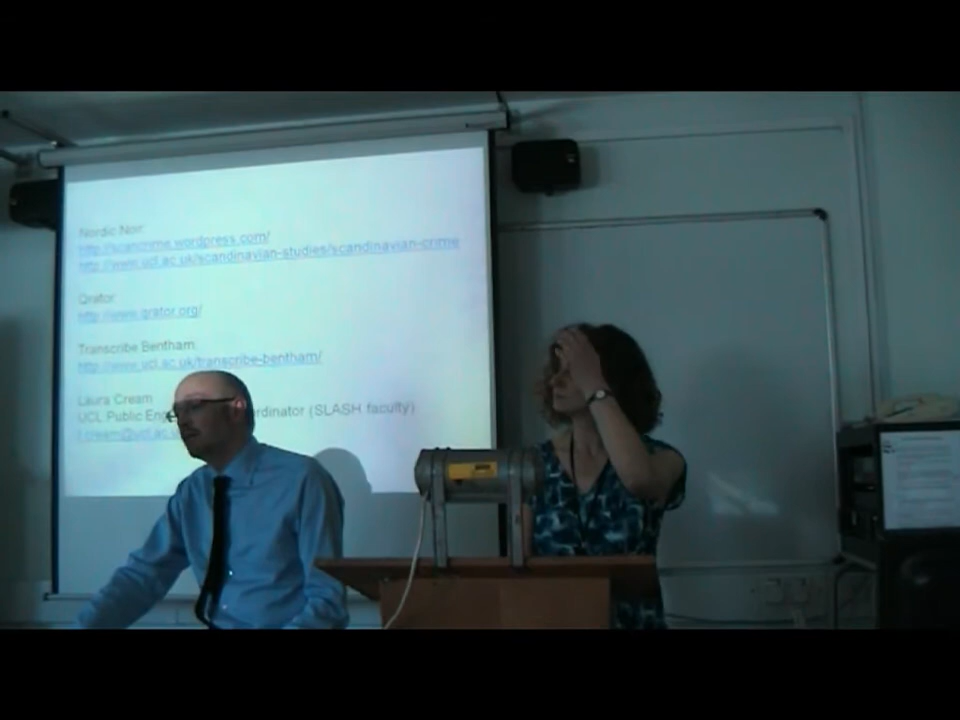 Nordic Noir:
http://scancrime.wordpress.com/
http://www.ucl.ac.uk/scandinavian-studies/scandinavian-crime
Qrator:
http://www.qrator.org/
Transcribe Bentham:
http://www.ucl.ac.uk/transcribe-bentham/
Laura Cream
UCL Public (SLASH faculty)